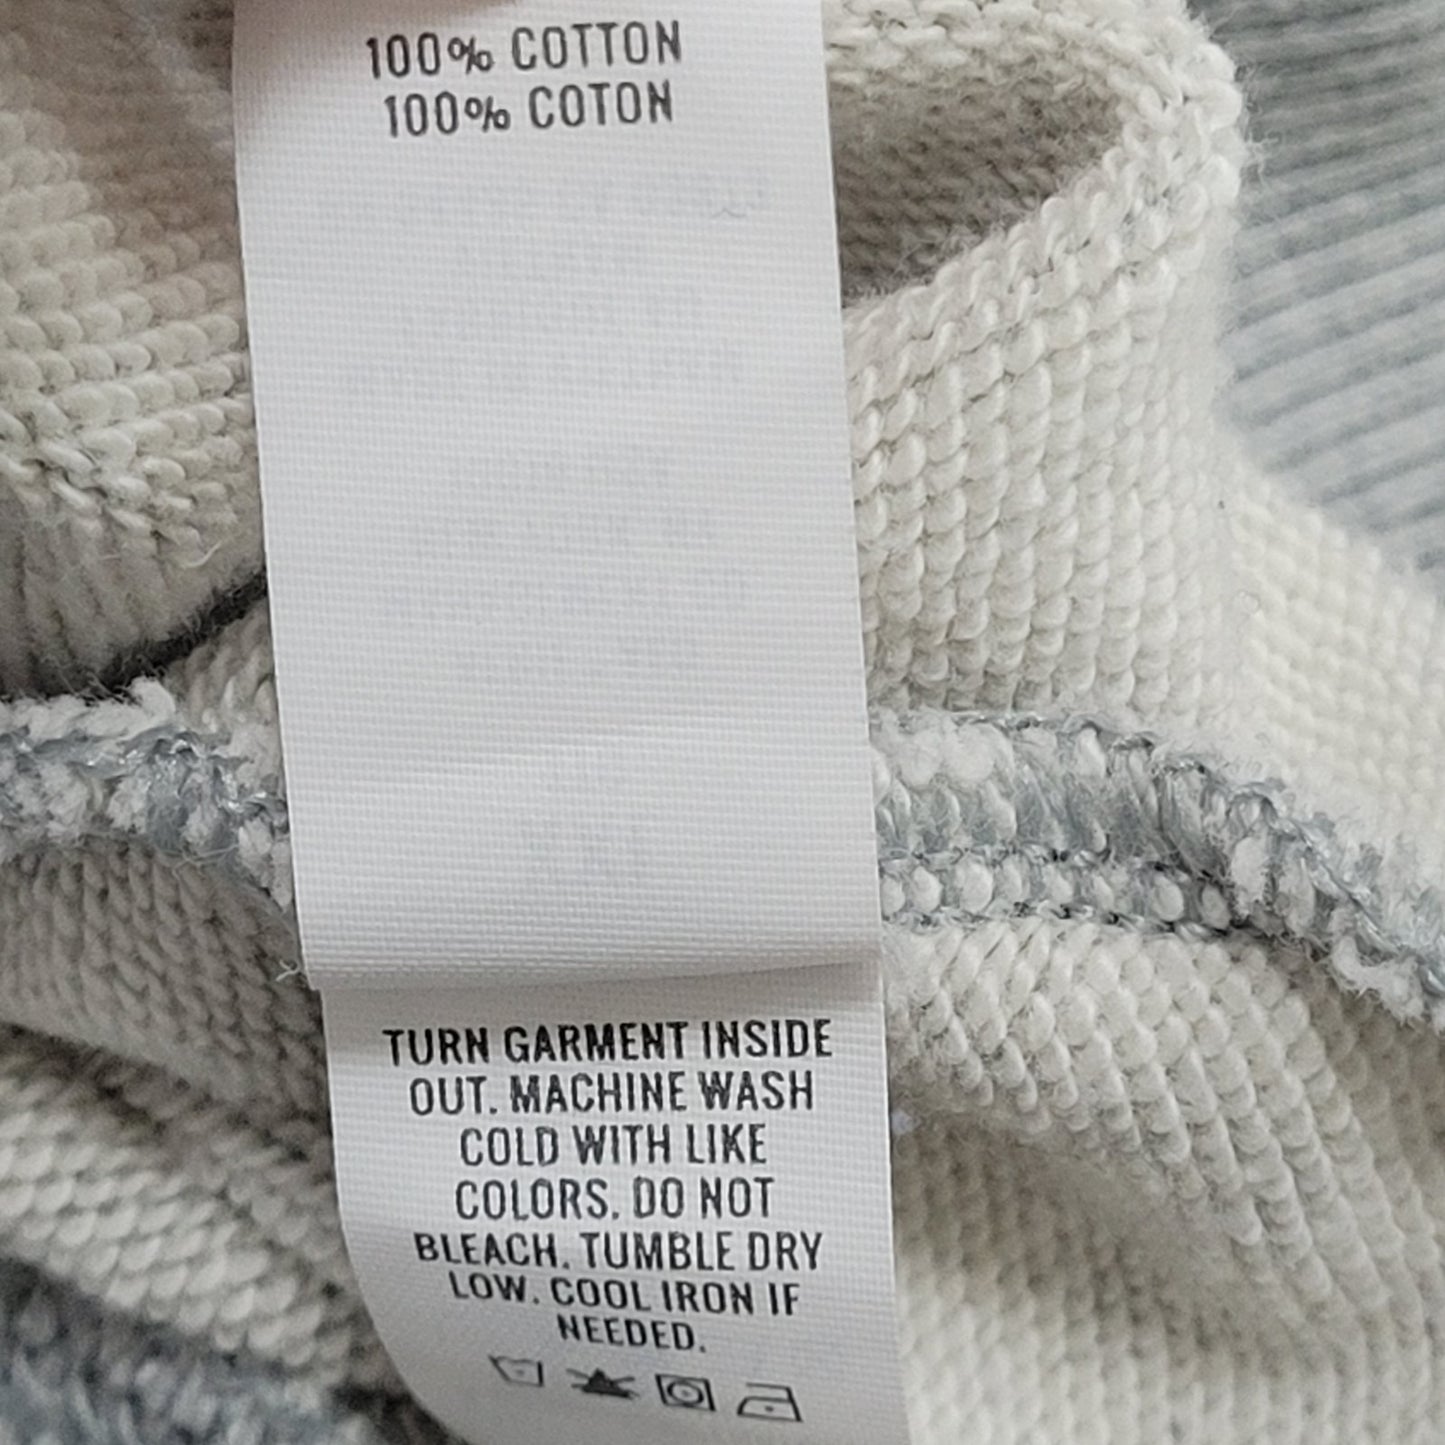 100% COTTON
100% COTON
TURN GARMENT INSIDE
OUT. MACHINE WASH
COLD WITH LIKE
COLORS. DO NOT
BLEACH. TUMBLE DRY
LOW. COOL IRON IF
NEEDED.